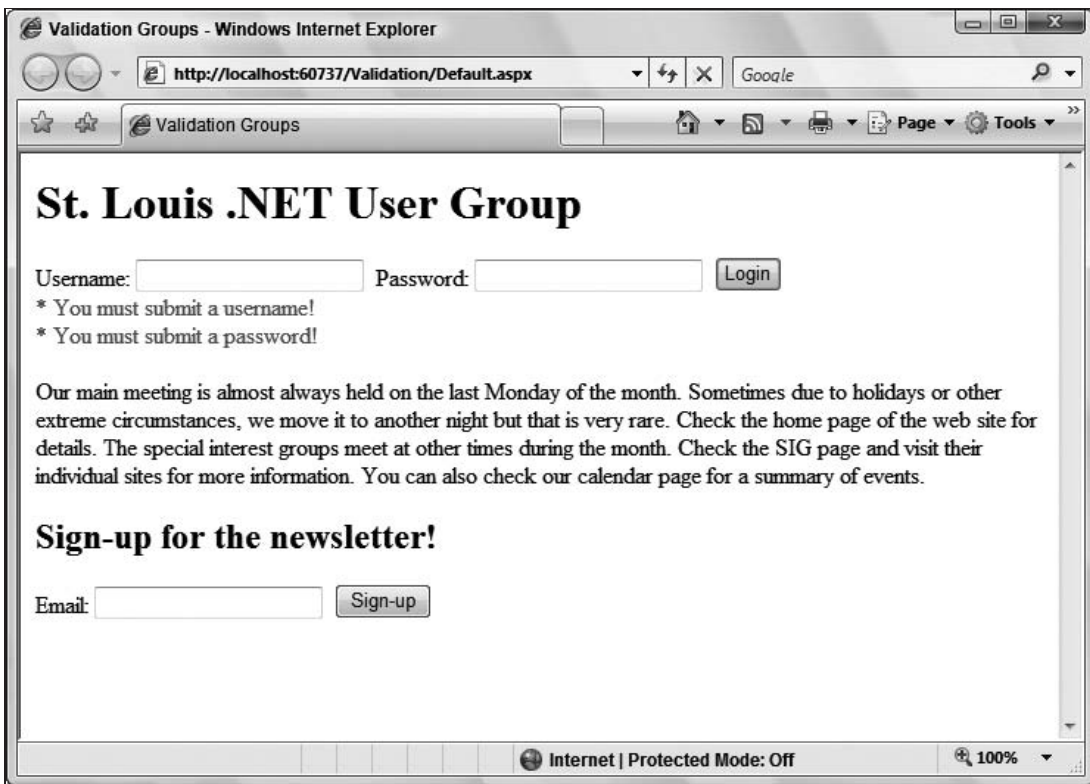 Validation Groups - Windows Internet Explorer
http://localhost:60737/Validation/Default.aspx
Google
Validation Groups
Page
Tools
St. Louis .NET User Group
Username: Password: Login
* You must submit a username!
* You must submit a password!
Our main meeting is almost always held on the last Monday of the month. Sometimes due to holidays or other
extreme circumstances, we move it to another night but that is very rare. Check the home page of the web site for
details. The special interest groups meet at other times during the month. Check the SIG page and visit their
individual sites for more information. You can also check our calendar page for a summary of events.
Sign-up for the newsletter!
Email: Sign-up
Internet | Protected Mode: Off
100%